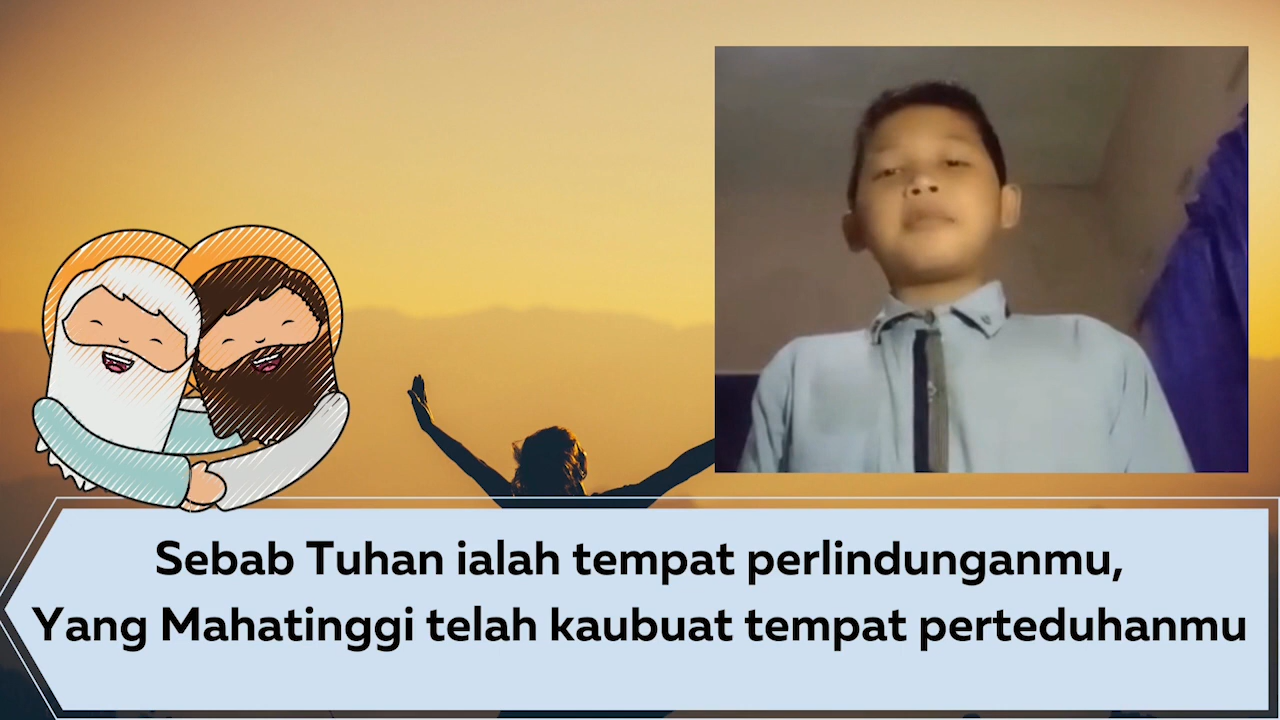 Sebab Tuhan ialah tempat perlindunganmu,
Yang Mahatinggi telah kaubuat tempat perteduhanmu